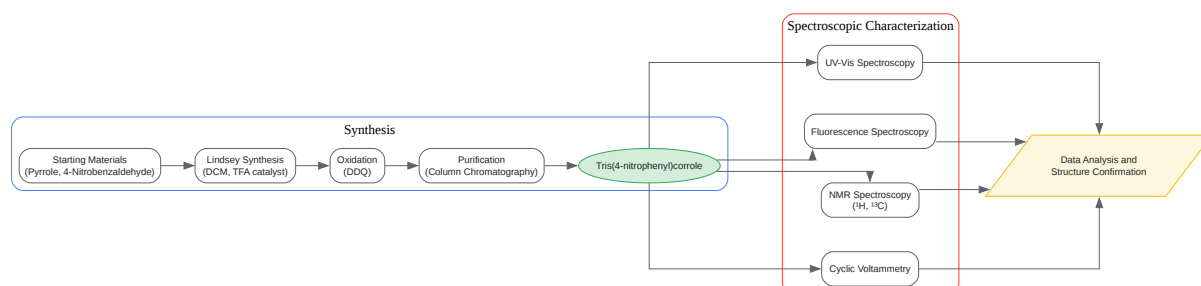 Spectroscopic Characterization
UV-Vis Spectroscopy
Synthesis
Fluorescence Spectroscopy
Starting Materials
(Pyrrole, 4-Nitrobenzaldehyde)
Lindsey Synthesis
(DCM, TFA catalyst)
Oxidation
(DDQ)
Purification
(Column Chromatography)
Tris(4-nitrophenyl)corrole
Data Analysis and
Structure Confirmation
NMR Spectroscopy
(¹H, ¹³C)
Cyclic Voltammetry